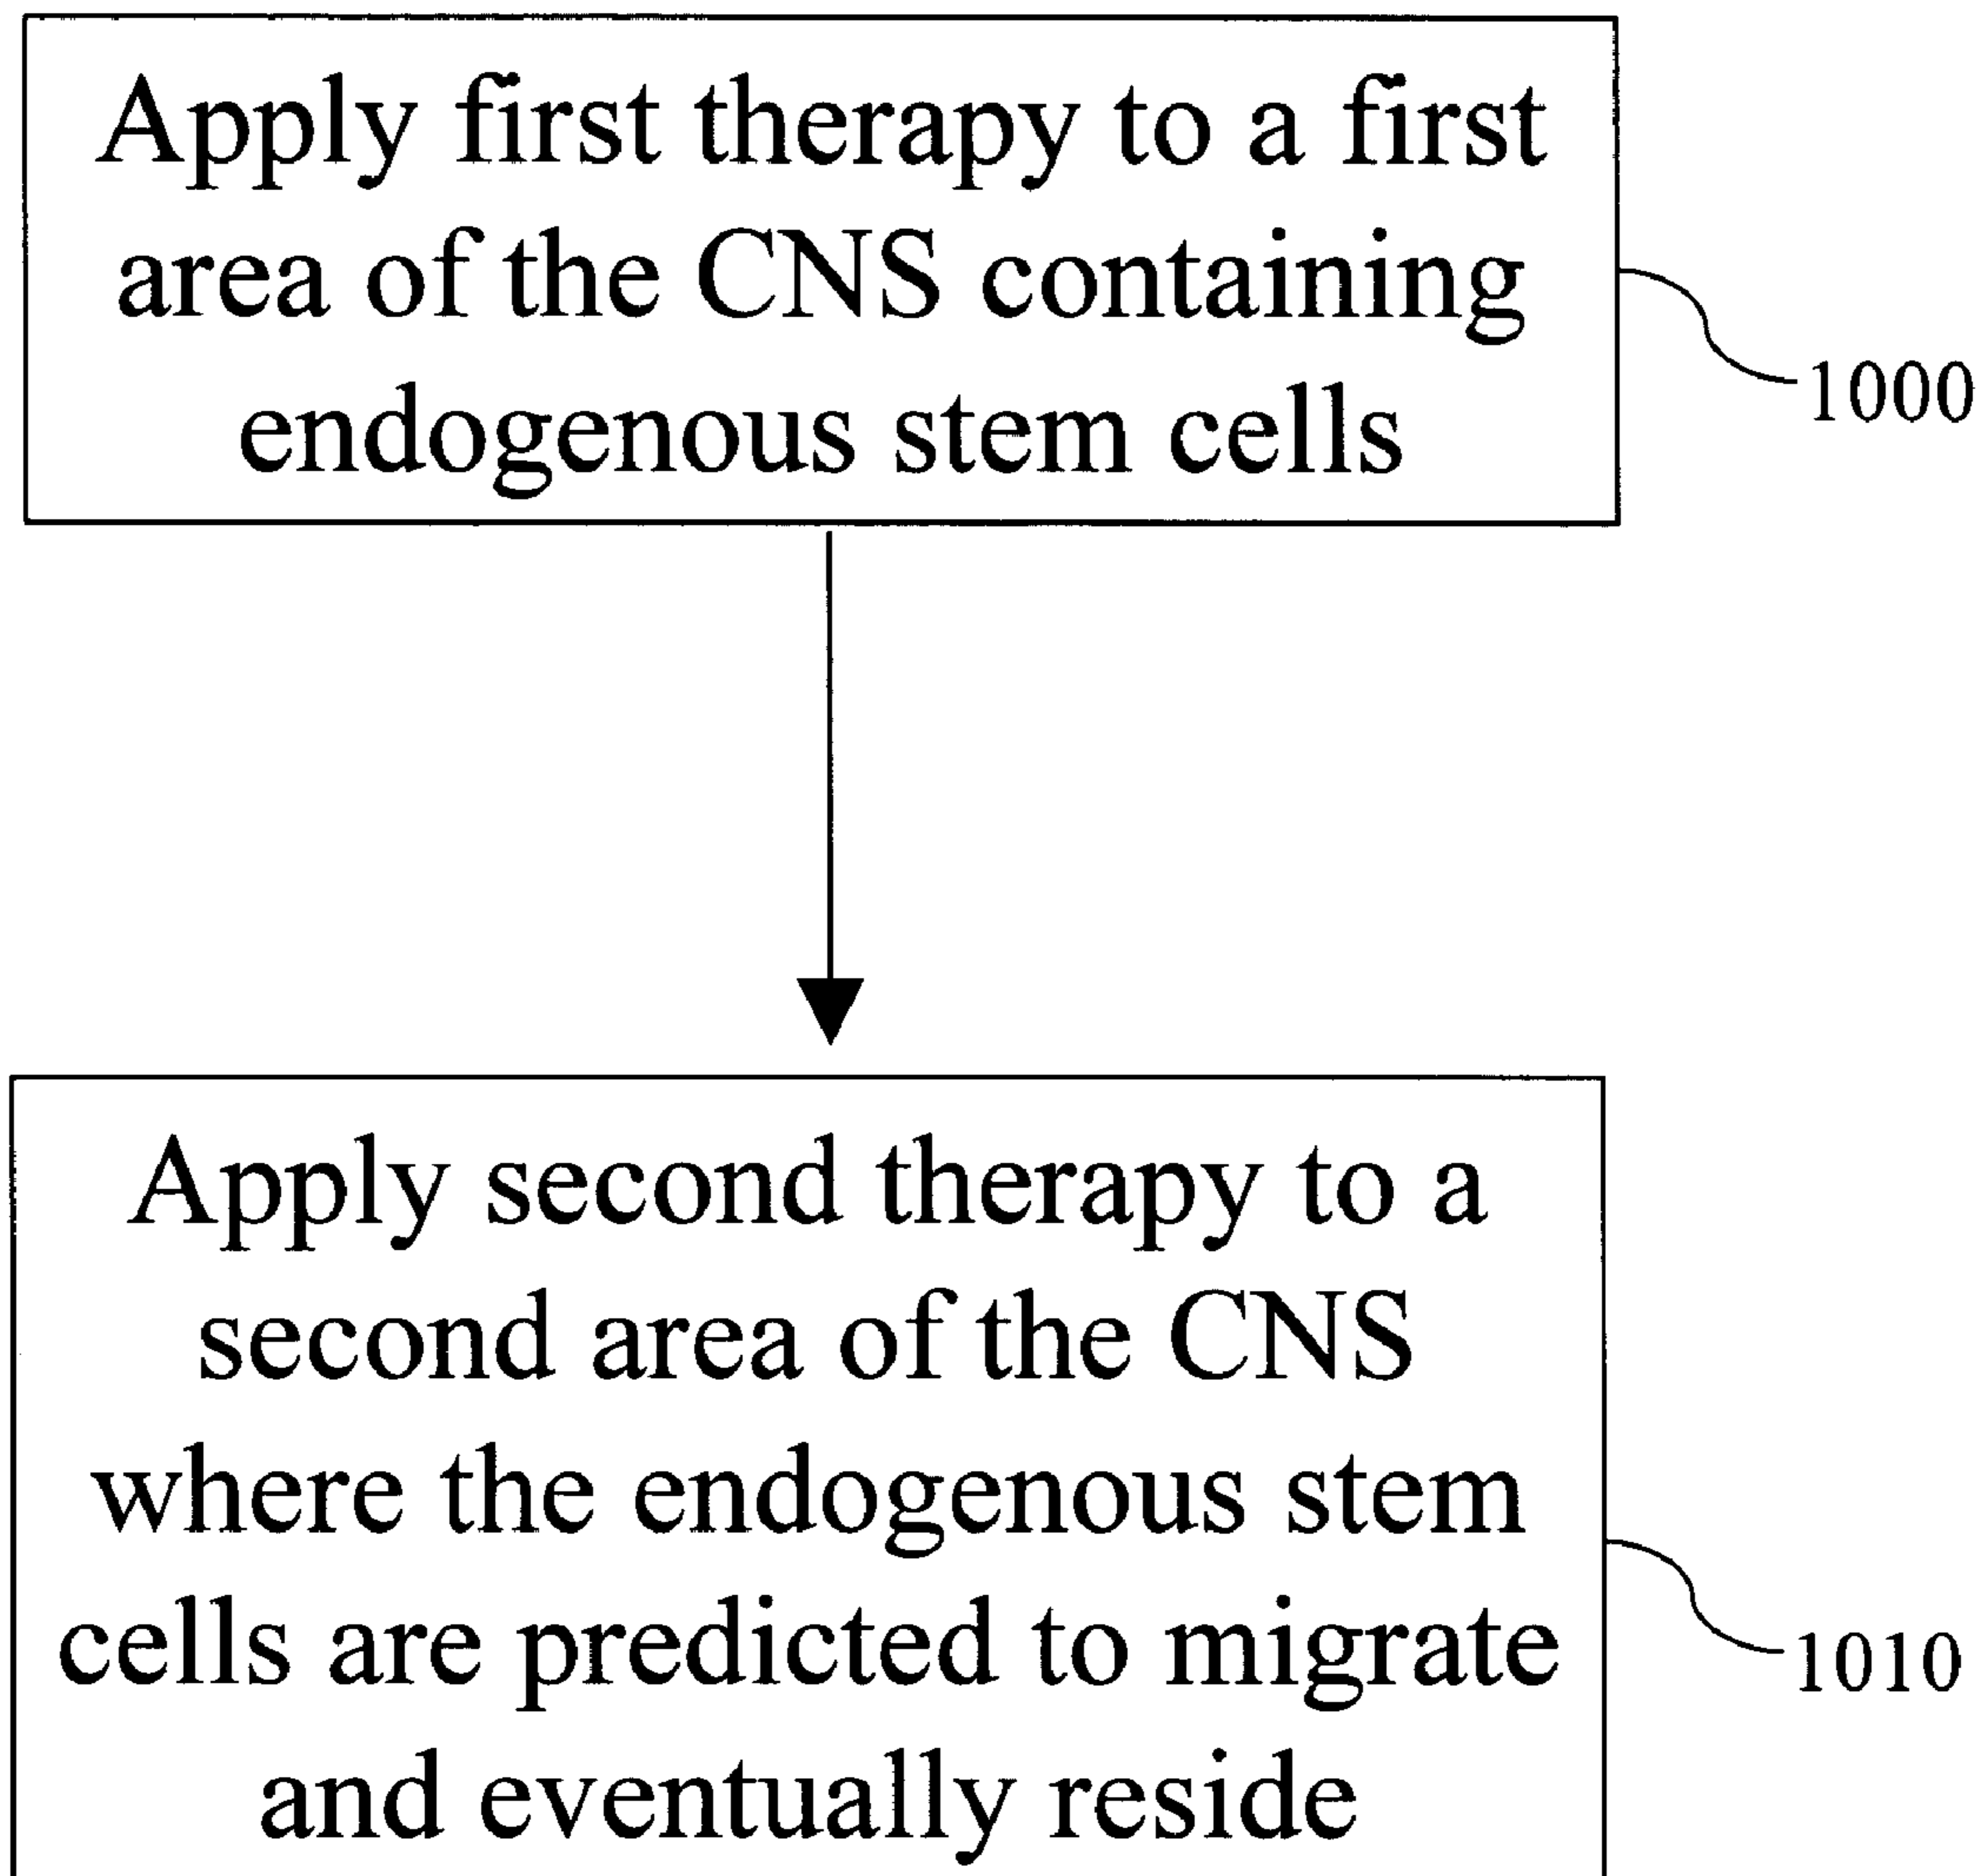 Apply first therapy to a first
area of the CNS containing
endogenous stem cells
1000
Apply second therapy to a
second area of the CNS
where the endogenous stem
cells are predicted to migrate
and eventually reside
1010